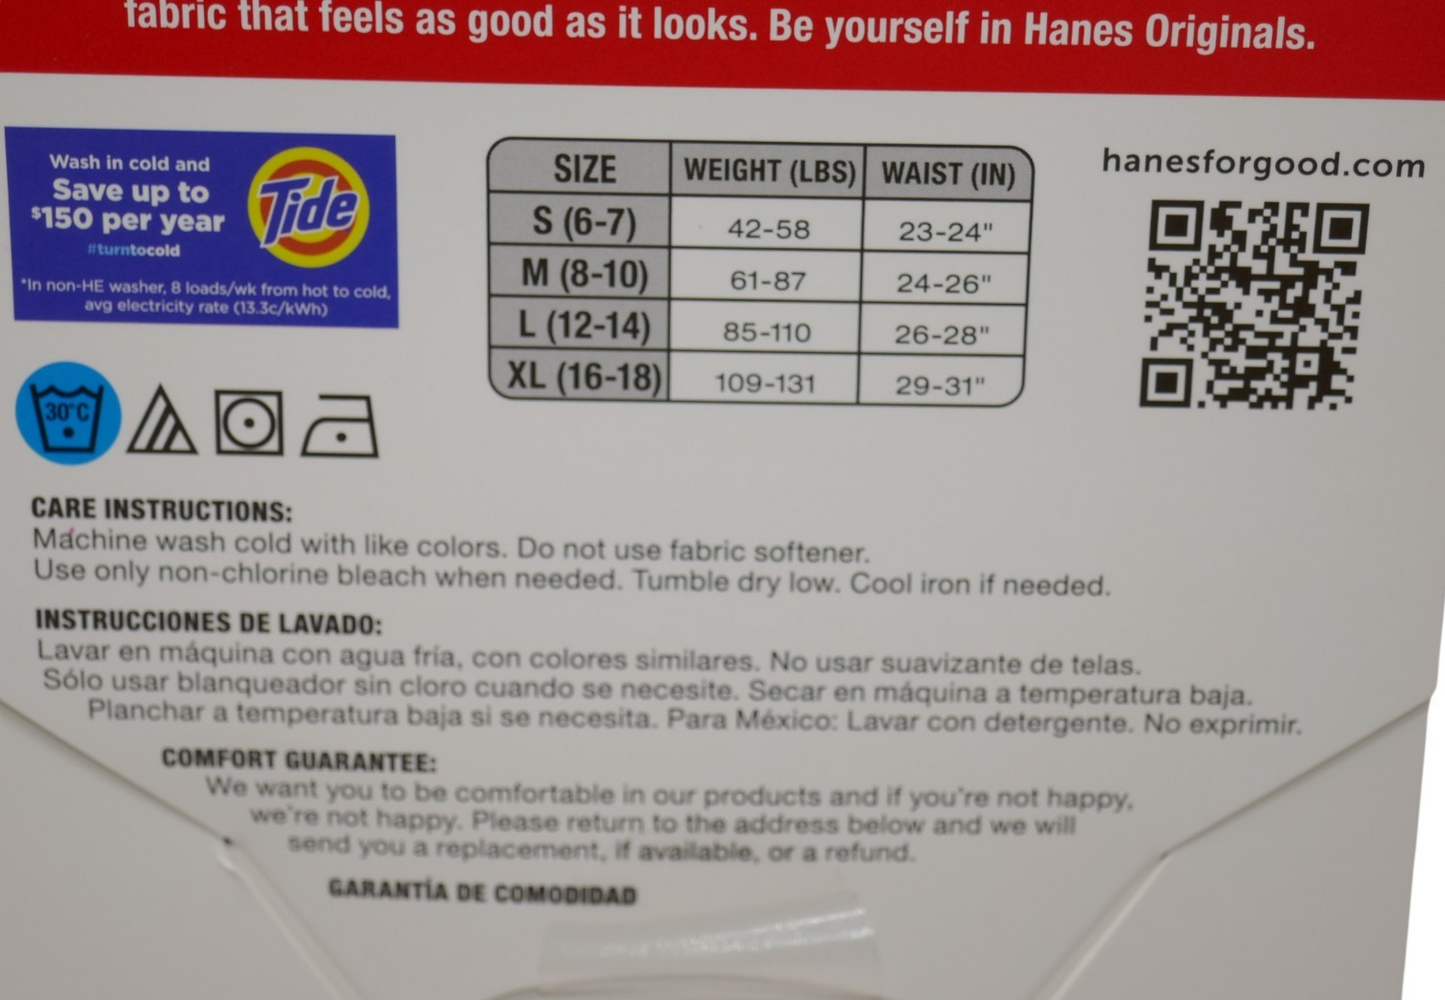 fabric that feels as good as it looks. Be yourself in Hanes Originals.
Wash in cold and
Save up to
$150 per year
#turntocold
Tide
*In non-HE washer, 8 loads/wk from hot to cold,
avg electricity rate (13.3c/kWh)
SIZE WEIGHT (LBS) WAIST (IN)
S (6-7) 42-58 23-24"
M (8-10) 61-87 24-26"
L (12-14) 85-110 26-28"
XL (16-18) 109-131 29-31"
hanesforgood.com
30°C
CARE INSTRUCTIONS:
Machine wash cold with like colors. Do not use fabric softener.
Use only non-chlorine bleach when needed. Tumble dry low. Cool iron if needed.
INSTRUCCIONES DE LAVADO:
Lavar en máquina con agua fría, con colores similares. No usar suavizante de telas.
Sólo usar blanqueador sin cloro cuando se necesite. Secar en máquina a temperatura baja.
Planchar a temperatura baja si se necesita. Para México: Lavar con detergente. No exprimir.
COMFORT GUARANTEE:
We want you to be comfortable in our products and if you're not happy,
we're not happy. Please return to the address below and we will
send you a replacement, if available, or a refund.
GARANTÍA DE COMODIDAD